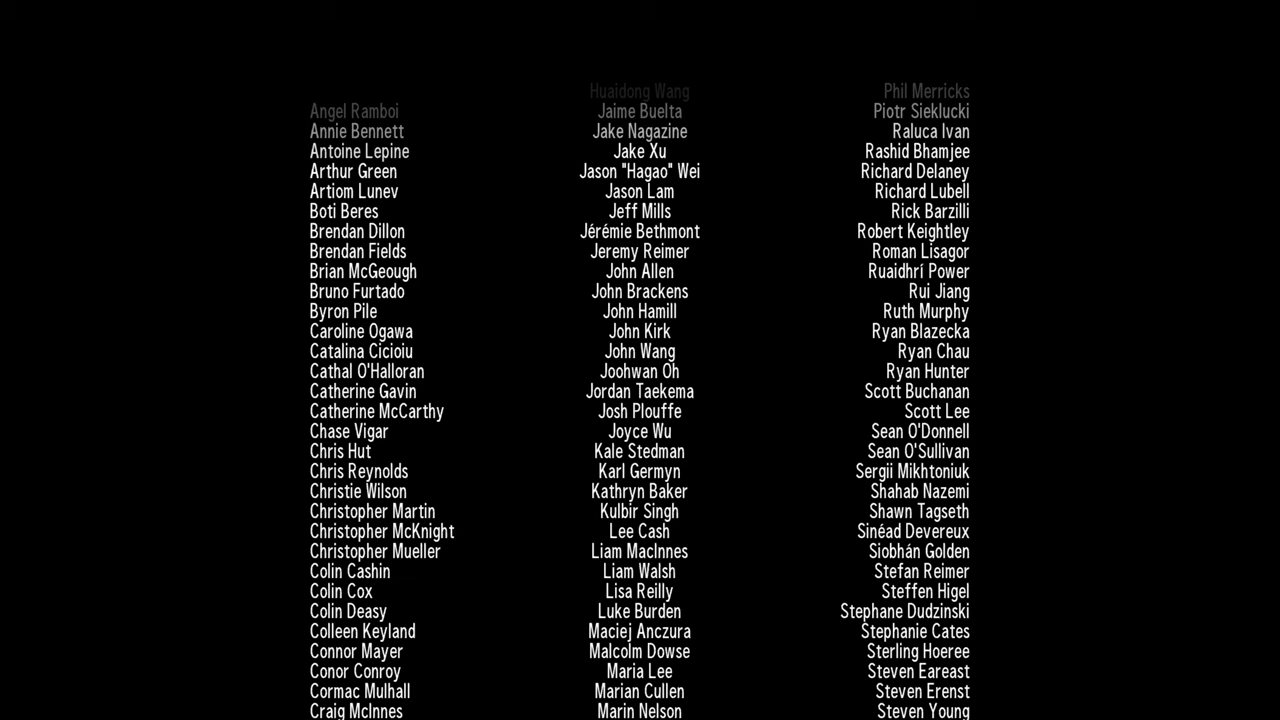 Angel Ramboi
Annie Bennett
Antoine Lepine
Arthur Green
Artiom Lunev
Boti Beres
Brendan Dillon
Brendan Fields
Brian McGeough
Bruno Furtado
Byron Pile
Caroline Ogawa
Catalina Cicioiu
Cathal O'Halloran
Catherine Gavin
Catherine McCarthy
Chase Vigar
Chris Hut
Chris Reynolds
Christie Wilson
Christopher Martin
Christopher McKnight
Christopher Mueller
Colin Cashin
Colin Cox
Colin Deasy
Colleen Keyland
Connor Mayer
Conor Conroy
Cormac Mulhall
Craig McInnes
Huaidong Wang
Jaime Buelta
Jake Nagazine
Jake Xu
Jason "Hagao" Wei
Jason Lam
Jeff Mills
Jérémie Bethmont
Jeremy Reimer
John Allen
John Brackens
John Hamill
John Kirk
John Wang
Joohwan Oh
Jordan Taekema
Josh Plouffe
Joyce Wu
Kale Stedman
Karl Germyn
Kathryn Baker
Kulbir Singh
Lee Cash
Liam MacInnes
Liam Walsh
Lisa Reilly
Luke Burden
Maciej Anczura
Malcolm Dowse
Maria Lee
Marian Cullen
Marin Nelson
Phil Merricks
Piotr Sieklucki
Raluca Ivan
Rashid Bhamjee
Richard Delaney
Richard Lubell
Rick Barzilli
Robert Keightley
Roman Lisagor
Ruaidhrí Power
Rui Jiang
Ruth Murphy
Ryan Blazecka
Ryan Chau
Ryan Hunter
Scott Buchanan
Scott Lee
Sean O'Donnell
Sean O'Sullivan
Sergii Mikhtoniuk
Shahab Nazemi
Shawn Tagseth
Sinéad Devereux
Siobhán Golden
Stefan Reimer
Steffen Higel
Stephane Dudzinski
Stephanie Cates
Sterling Hoeree
Steven Eareast
Steven Erenst
Steven Young